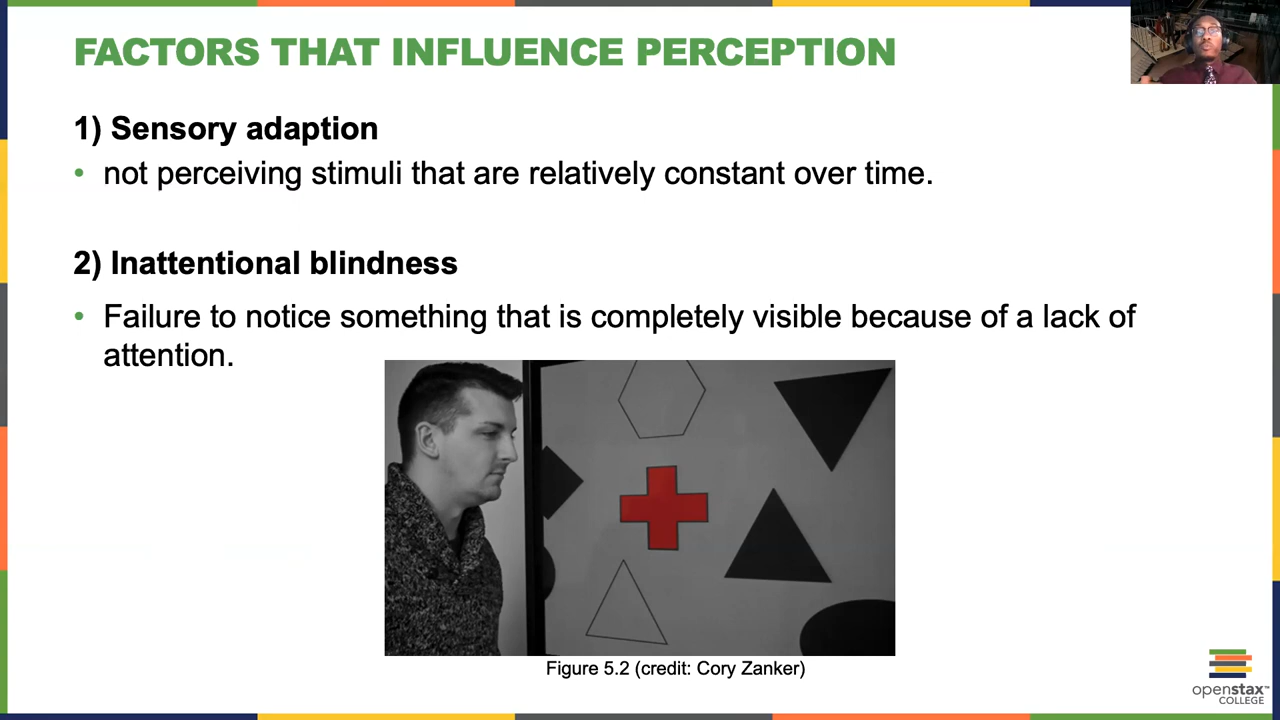 FACTORS THAT INFLUENCE PERCEPTION
1) Sensory adaption
• not perceiving stimuli that are relatively constant over time.
2) Inattentional blindness
• Failure to notice something that is completely visible because of a lack of
attention.
Figure 5.2 (credit: Cory Zanker)
openstax™
COLLEGE